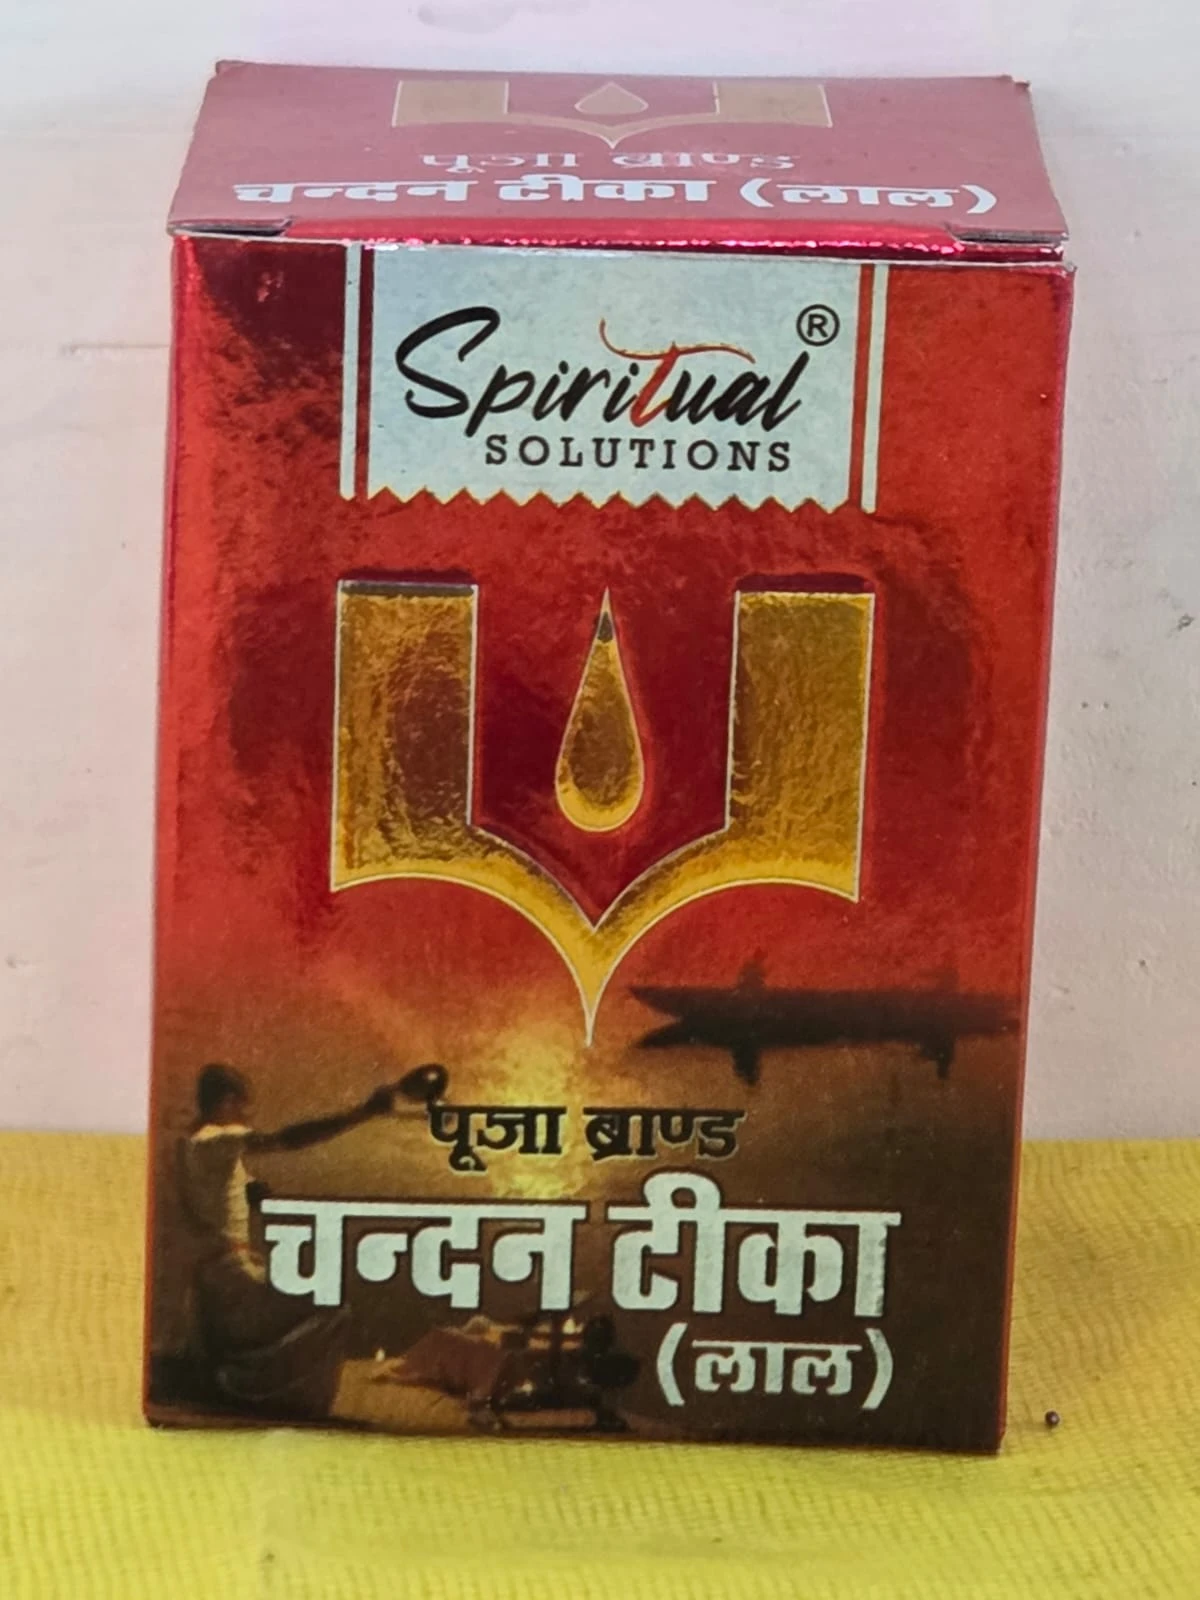 पूजा ब्राण्ड
चन्दन टीका (लाल)
Spiritual ®
SOLUTIONS
पूजा ब्राण्ड
चन्दन टीका
(लाल)